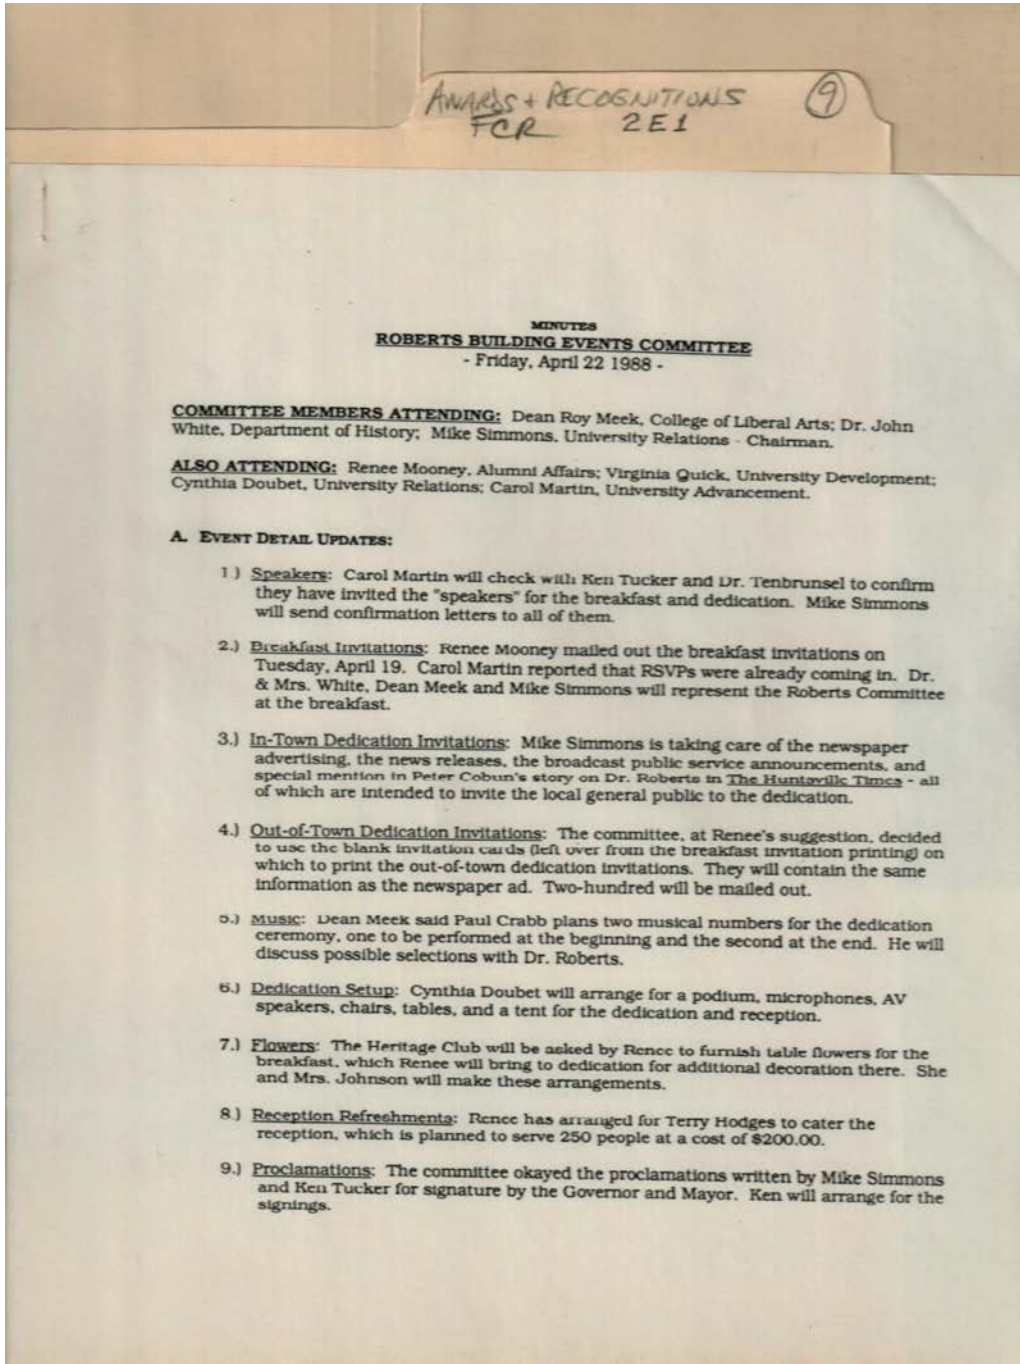 AWARDS + RECOGNITIONS 9
FCR 2E1
MINUTES
ROBERTS BUILDING EVENTS COMMITTEE
- Friday, April 22 1988 -
COMMITTEE MEMBERS ATTENDING: Dean Roy Meek, College of Liberal Arts; Dr. John
White, Department of History; Mike Simmons, University Relations - Chairman.
ALSO ATTENDING: Renee Mooney, Alumni Affairs; Virginia Quick, University Development;
Cynthia Doubet, University Relations; Carol Martin, University Advancement.
A. EVENT DETAIL UPDATES:
1.) Speakers: Carol Martin will check with Ken Tucker and Dr. Tenbrunsel to confirm
they have invited the "speakers" for the breakfast and dedication. Mike Simmons
will send confirmation letters to all of them.
2.) Breakfast Invitations: Renee Mooney mailed out the breakfast invitations on
Tuesday, April 19. Carol Martin reported that RSVPs were already coming in. Dr.
& Mrs. White, Dean Meek and Mike Simmons will represent the Roberts Committee
at the breakfast.
3.) In-Town Dedication Invitations: Mike Simmons is taking care of the newspaper
advertising, the news releases, the broadcast public service announcements, and
special mention in Peter Cobun's story on Dr. Roberts in The Huntsville Times - all
of which are intended to invite the local general public to the dedication.
4.) Out-of-Town Dedication Invitations: The committee, at Renee's suggestion, decided
to use the blank invitation cards (left over from the breakfast invitation printing) on
which to print the out-of-town dedication invitations. They will contain the same
information as the newspaper ad. Two-hundred will be mailed out.
5.) Music: Dean Meek said Paul Crabb plans two musical numbers for the dedication
ceremony, one to be performed at the beginning and the second at the end. He will
discuss possible selections with Dr. Roberts.
6.) Dedication Setup: Cynthia Doubet will arrange for a podium, microphones, AV
speakers, chairs, tables, and a tent for the dedication and reception.
7.) Flowers: The Heritage Club will be asked by Renee to furnish table flowers for the
breakfast, which Renee will bring to dedication for additional decoration there. She
and Mrs. Johnson will make these arrangements.
8.) Reception Refreshments: Renee has arranged for Terry Hodges to cater the
reception, which is planned to serve 250 people at a cost of $200.00.
9.) Proclamations: The committee okayed the proclamations written by Mike Simmons
and Ken Tucker for signature by the Governor and Mayor. Ken will arrange for the
signings.